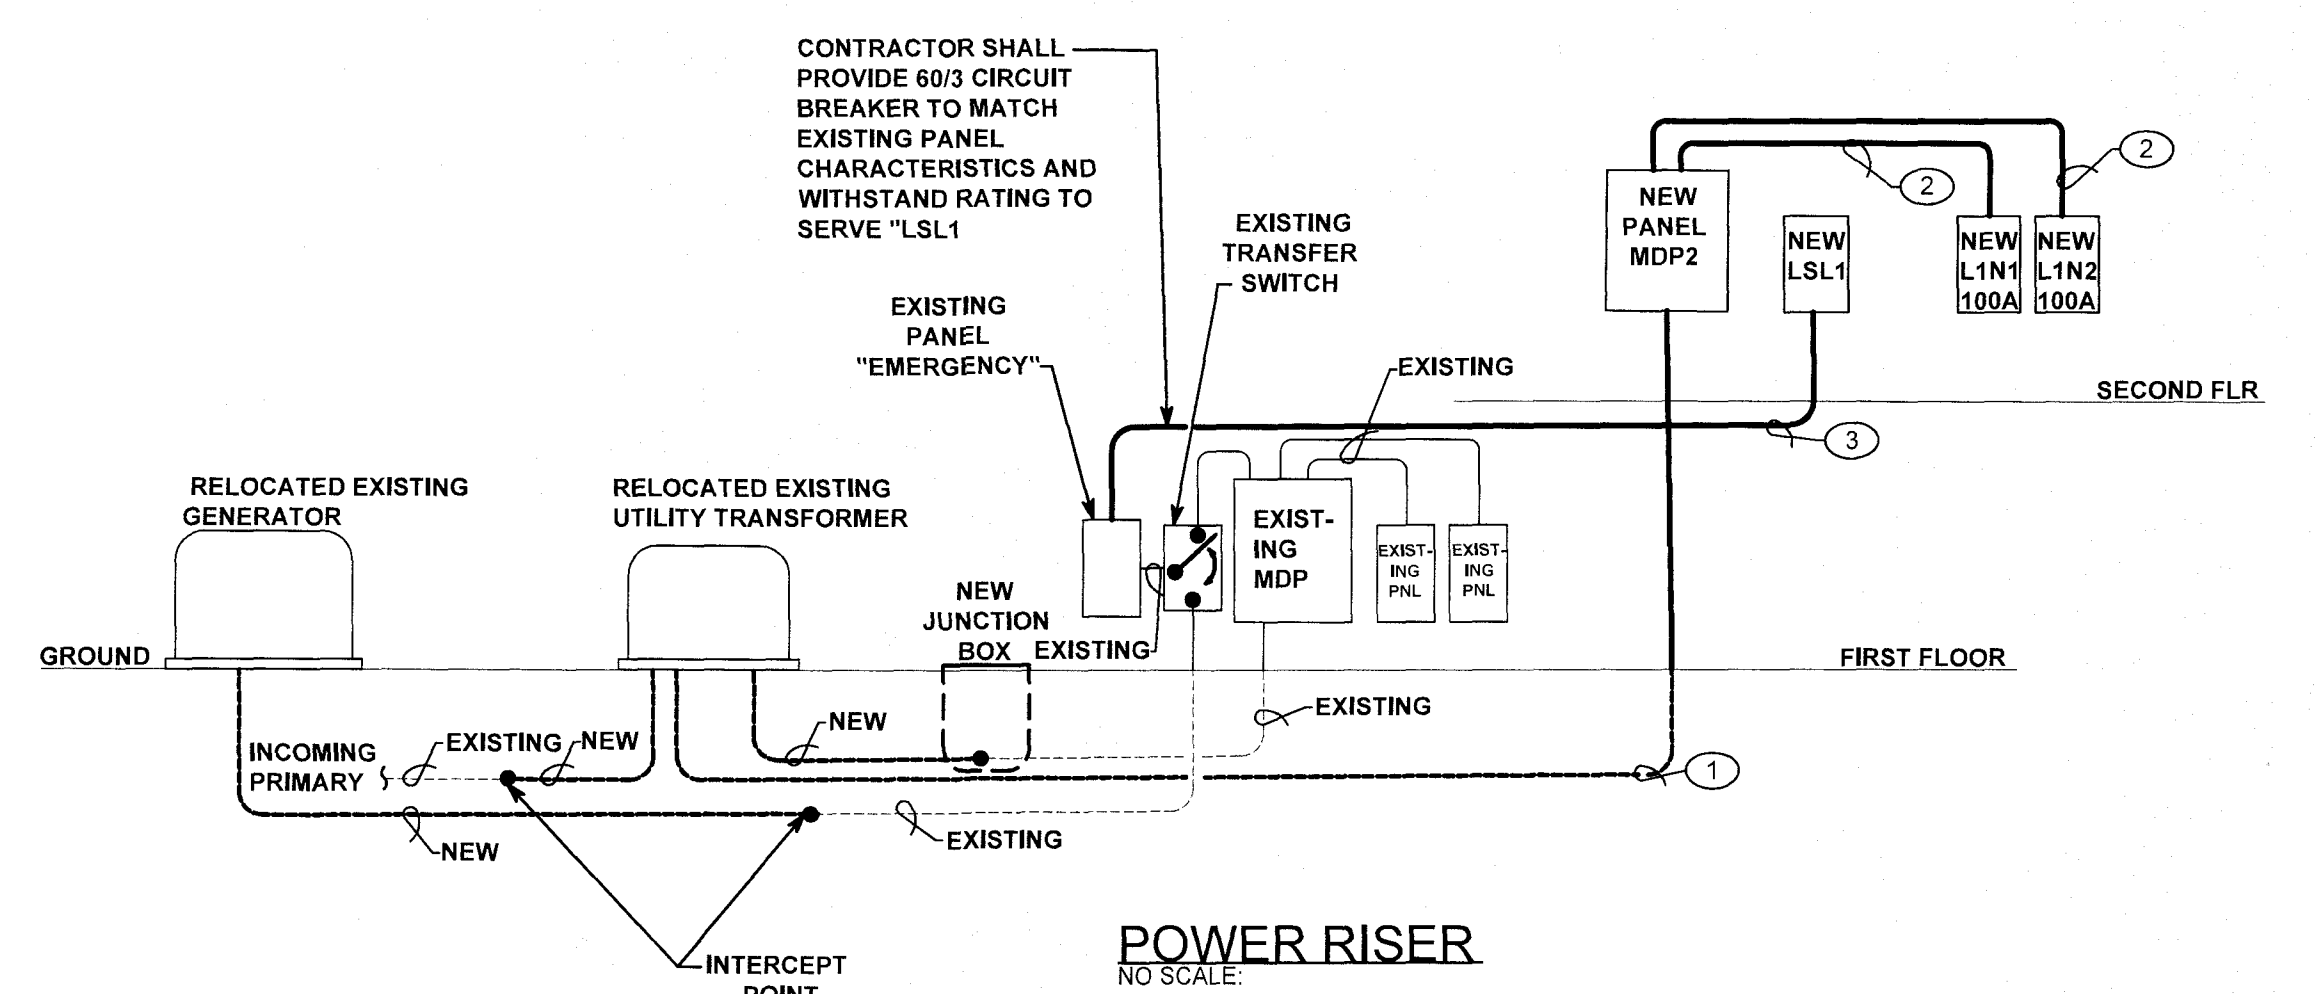 CONTRACTOR SHALL
PROVIDE 60/3 CIRCUIT
BREAKER TO MATCH
EXISTING PANEL
CHARACTERISTICS AND
WITHSTAND RATING TO
SERVE "LSL1
EXISTING
TRANSFER
SWITCH
EXISTING
PANEL
"EMERGENCY"
NEW
PANEL
MDP2
NEW
LSL1
NEW
L1N1
100A
NEW
L1N2
100A
2
2
EXISTING
SECOND FLR
3
RELOCATED EXISTING
GENERATOR
RELOCATED EXISTING
UTILITY TRANSFORMER
EXIST-
ING
MDP
EXIST-
ING
PNL
EXIST-
ING
PNL
NEW
JUNCTION
BOX
EXISTING
GROUND
FIRST FLOOR
EXISTING
NEW
INCOMING
PRIMARY
EXISTING
NEW
1
NEW
EXISTING
INTERCEPT
POINT
POWER RISER
NO SCALE: